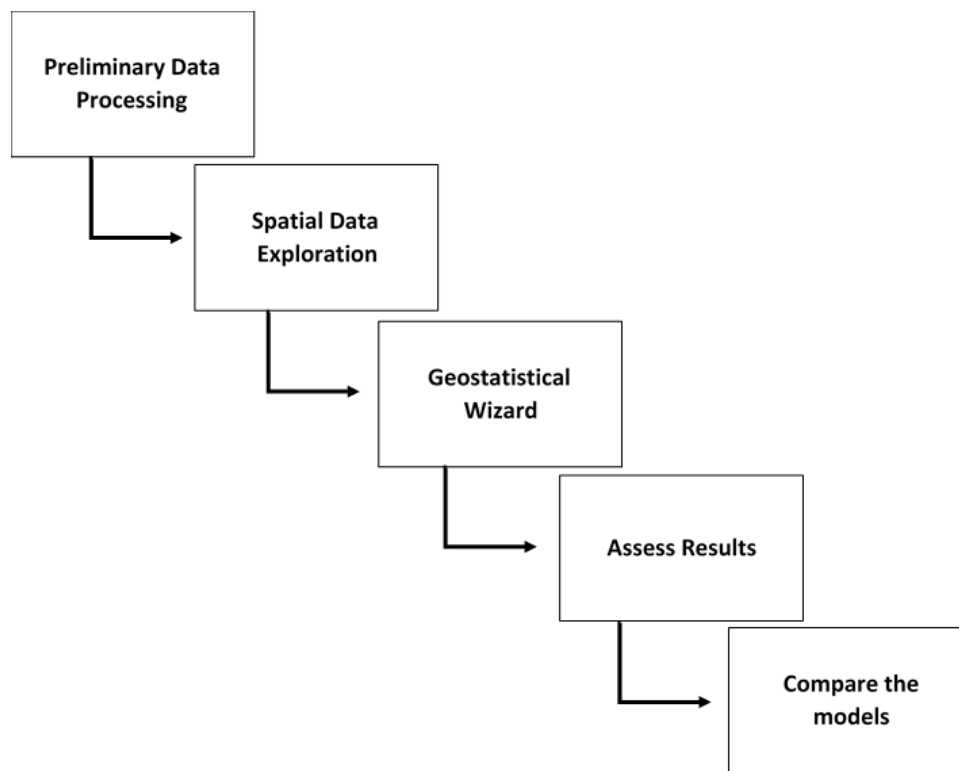 Preliminary Data
Processing
Spatial Data
Exploration
Geostatistical
Wizard
Assess Results
Compare the
models